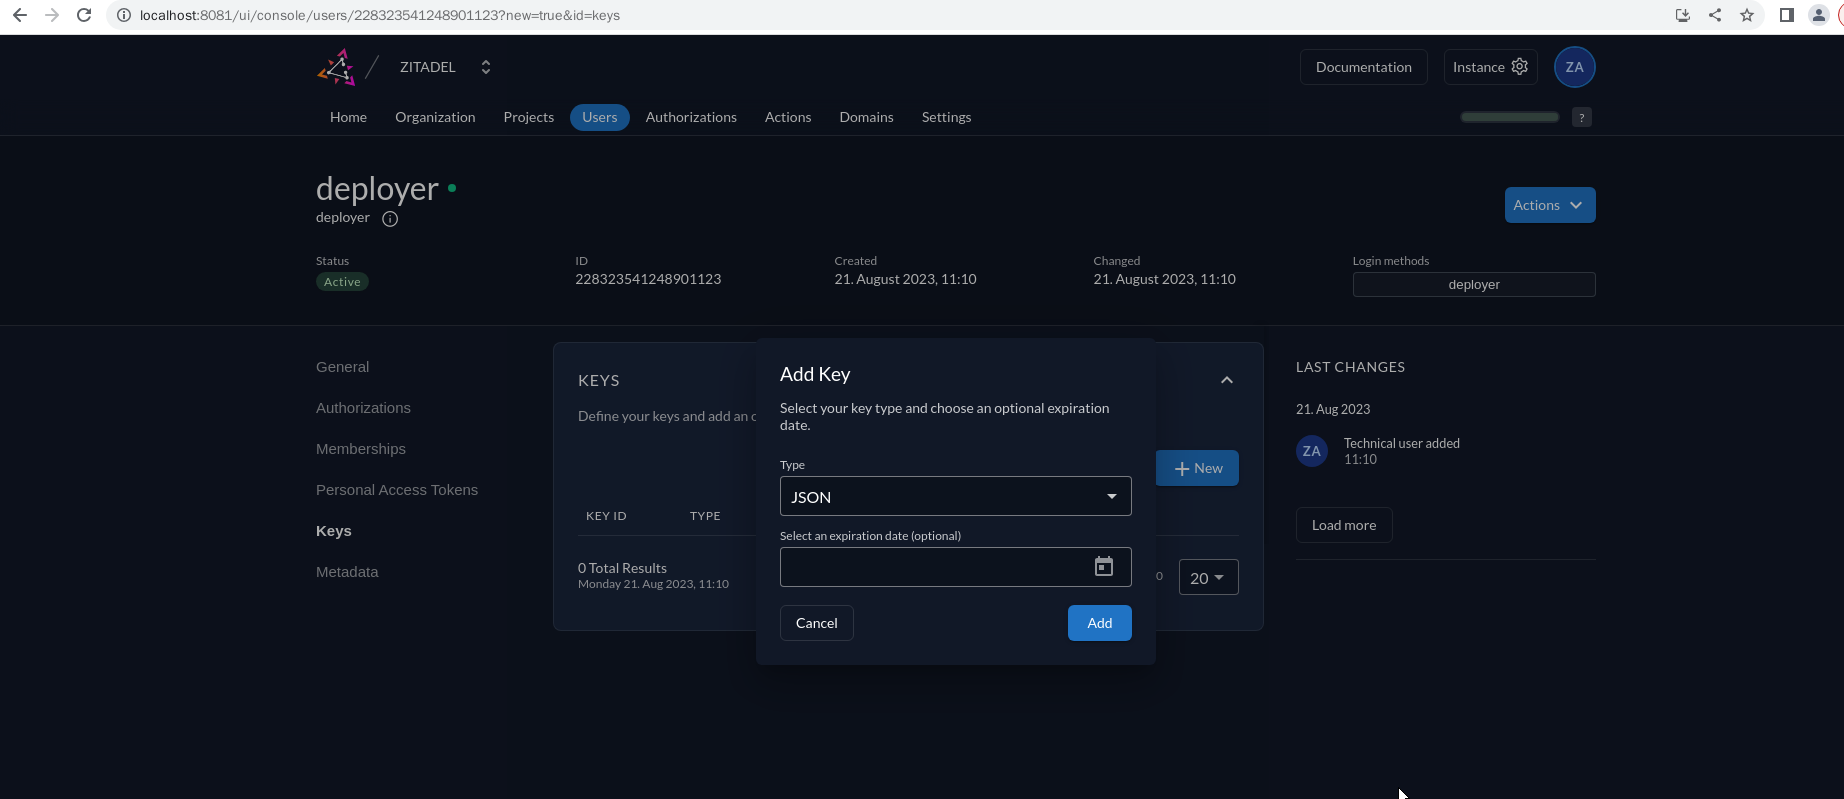 localhost:8081/ui/console/users/228323541248901123?new=true&id=keys
ZITADEL
Documentation
Instance
ZA
Home
Organization
Projects
Users
Authorizations
Actions
Domains
Settings
?
deployer
deployer
Actions
Status
Active
ID
228323541248901123
Created
21. August 2023, 11:10
Changed
21. August 2023, 11:10
Login methods
deployer
General
Authorizations
Memberships
Personal Access Tokens
Keys
Metadata
KEYS
Define your keys and add an
New
KEY ID
TYPE
0 Total Results
Monday 21. Aug 2023, 11:10
0
20
Add Key
Select your key type and choose an optional expiration
date.
Type
JSON
Select an expiration date (optional)
Cancel
Add
LAST CHANGES
21. Aug 2023
ZA
Technical user added
11:10
Load more